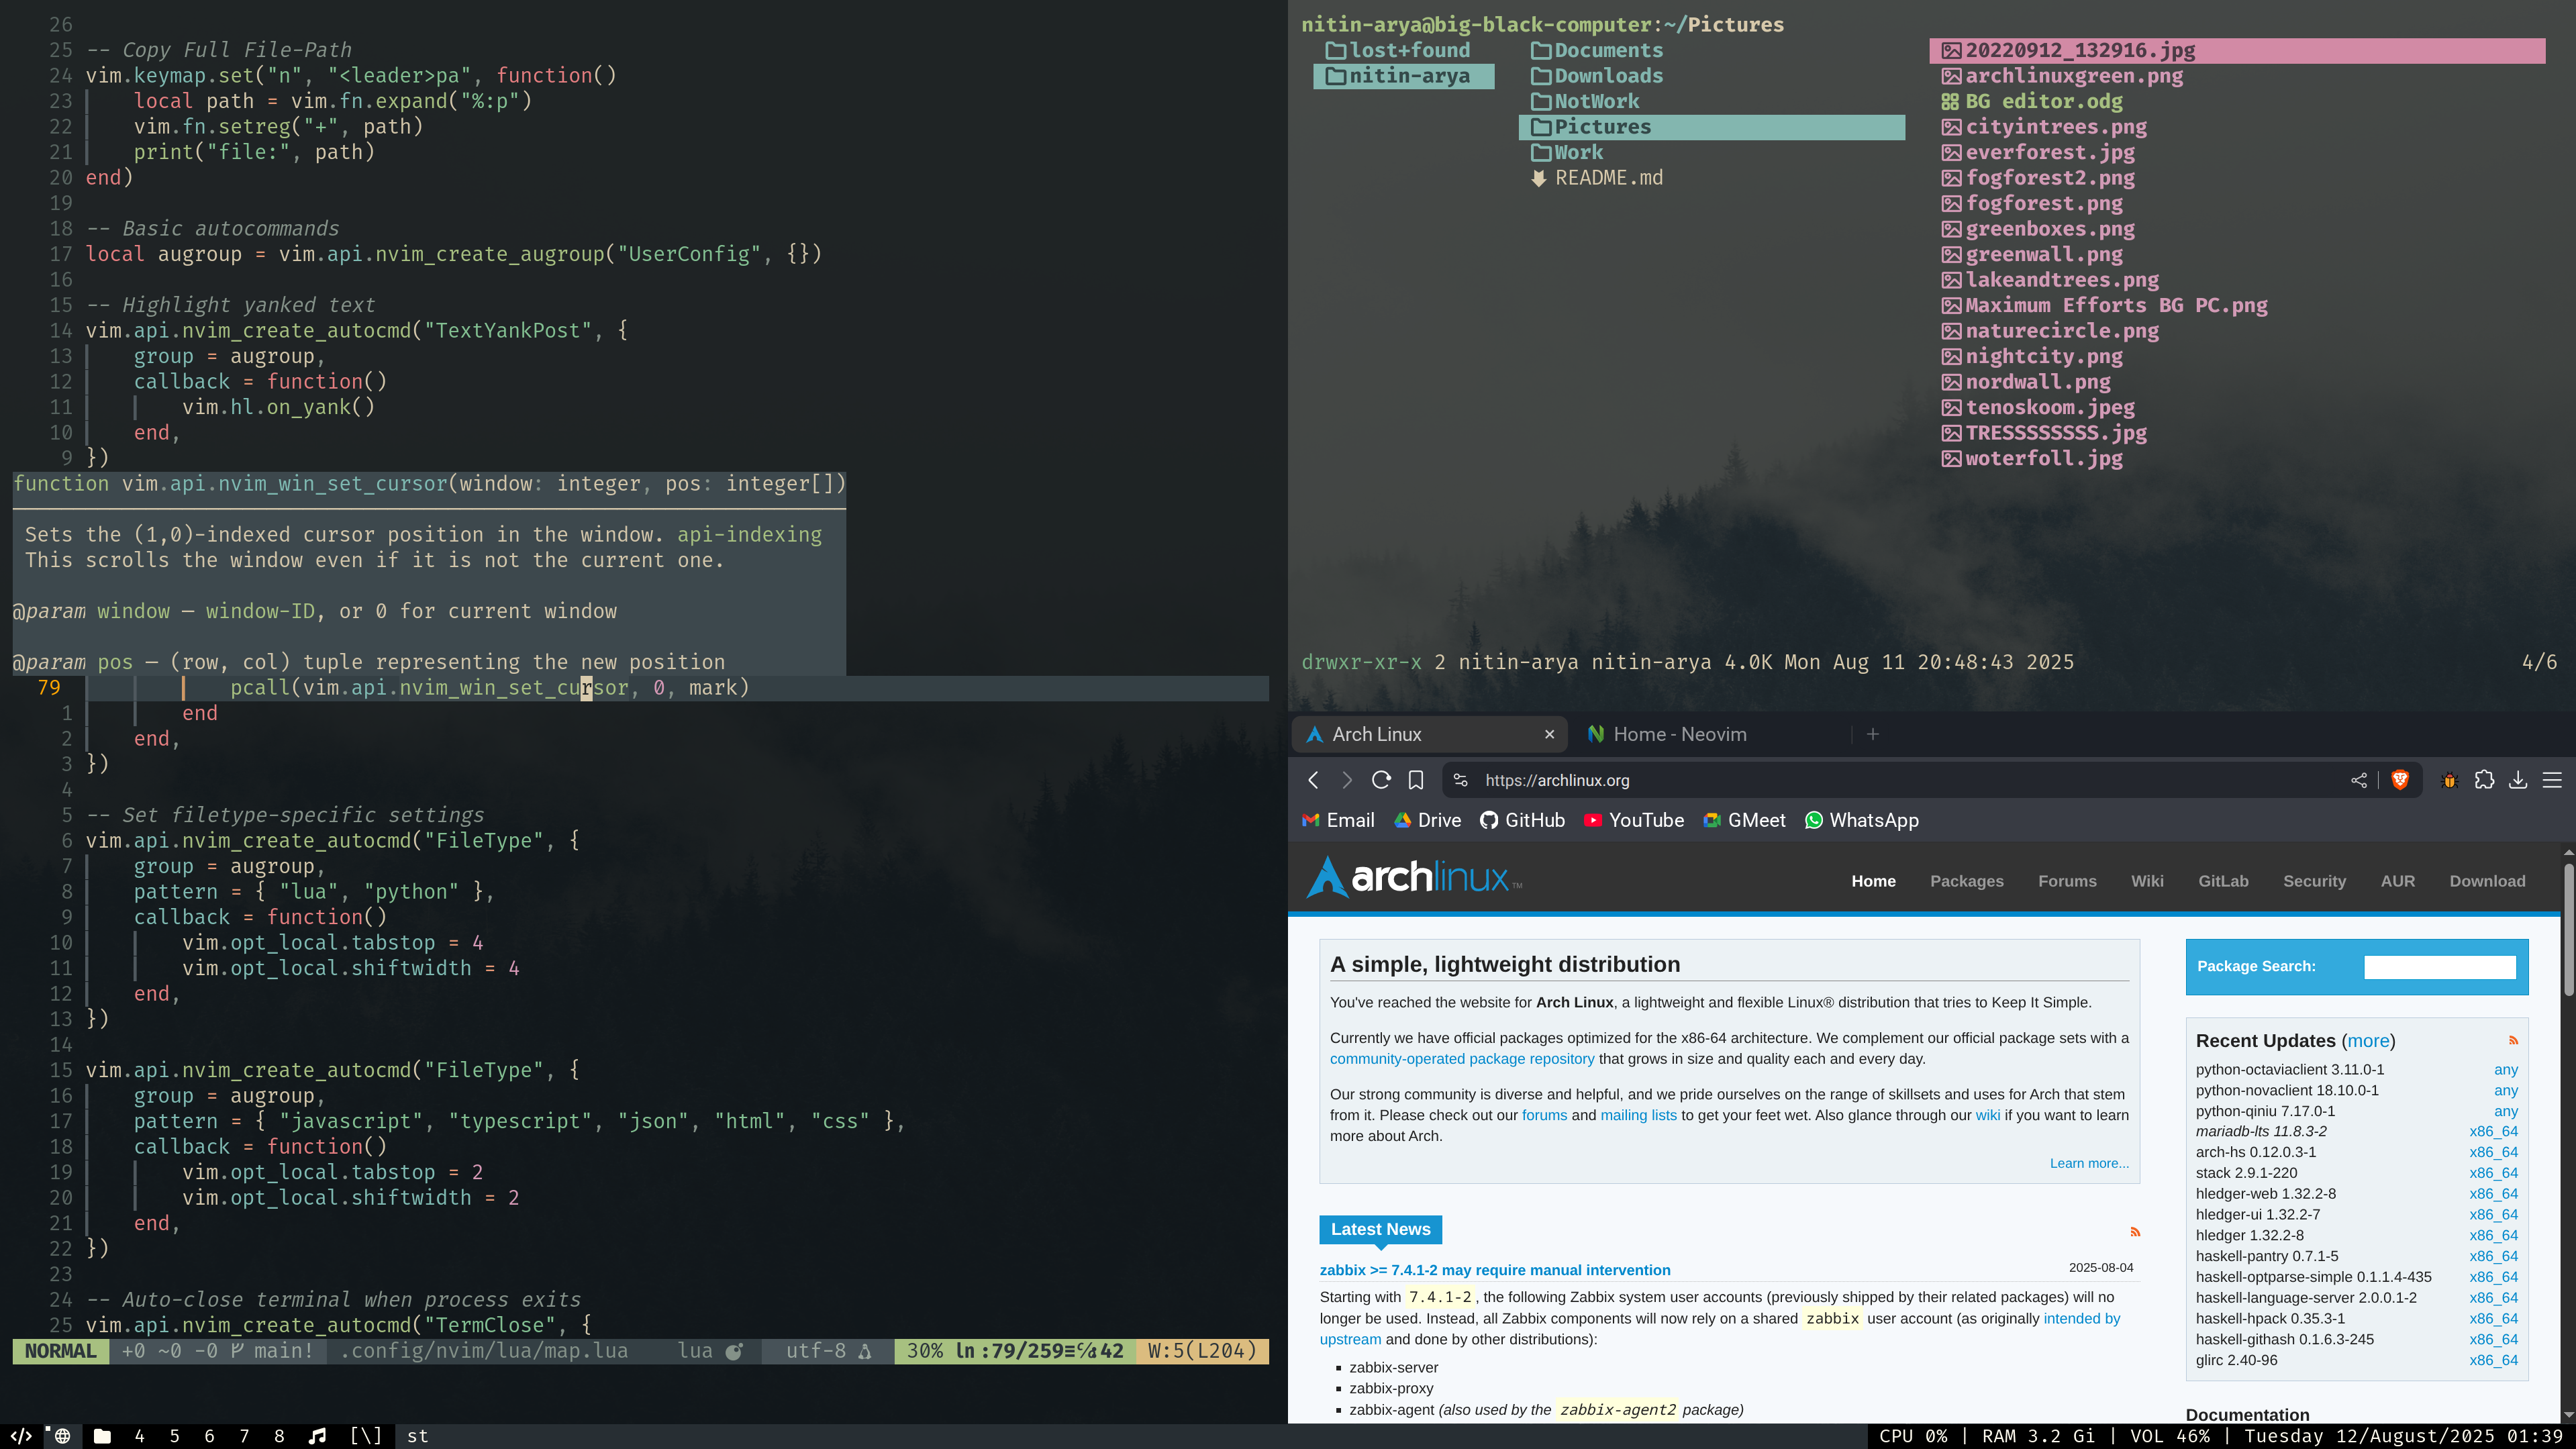 26
25 -- Copy Full File-Path
24 vim.keymap.set("n", "<leader>pa", function()
23     local path = vim.fn.expand("%:p")
22     vim.fn.setreg("+", path)
21     print("file:", path)
20 end)
19
18 -- Basic autocommands
17 local augroup = vim.api.nvim_create_augroup("UserConfig", {})
16
15 -- Highlight yanked text
14 vim.api.nvim_create_autocmd("TextYankPost", {
13     group = augroup,
12     callback = function()
11         vim.hl.on_yank()
10     end,
9 })
function vim.api.nvim_win_set_cursor(window: integer, pos: integer[])
Sets the (1,0)-indexed cursor position in the window. api-indexing
This scrolls the window even if it is not the current one.
@param window — window-ID, or 0 for current window
@param pos — (row, col) tuple representing the new position
79             pcall(vim.api.nvim_win_set_cursor, 0, mark)
1         end
2     end,
3 })
4
5 -- Set filetype-specific settings
6 vim.api.nvim_create_autocmd("FileType", {
7     group = augroup,
8     pattern = { "lua", "python" },
9     callback = function()
10         vim.opt_local.tabstop = 4
11         vim.opt_local.shiftwidth = 4
12     end,
13 })
14
15 vim.api.nvim_create_autocmd("FileType", {
16     group = augroup,
17     pattern = { "javascript", "typescript", "json", "html", "css" },
18     callback = function()
19         vim.opt_local.tabstop = 2
20         vim.opt_local.shiftwidth = 2
21     end,
22 })
23
24 -- Auto-close terminal when process exits
25 vim.api.nvim_create_autocmd("TermClose", {
NORMAL +0 ~0 -0 main! .config/nvim/lua/map.lua lua utf-8 30% ln:79/259 42 W:5(L204)
nitin-arya@big-black-computer:~/Pictures
lost+found
nitin-arya
Documents
Downloads
NotWork
Pictures
Work
README.md
20220912_132916.jpg
archlinuxgreen.png
BG editor.odg
cityintrees.png
everforest.jpg
fogforest2.png
fogforest.png
greenboxes.png
greenwall.png
lakeandtrees.png
Maximum Efforts BG PC.png
naturecircle.png
nightcity.png
nordwall.png
tenoskoom.jpeg
TRESSSSSSSS.jpg
woterfoll.jpg
drwxr-xr-x 2 nitin-arya nitin-arya 4.0K Mon Aug 11 20:48:43 2025 4/6
Arch Linux × Home - Neovim +
https://archlinux.org
Email Drive GitHub YouTube GMeet WhatsApp
archlinux™ Home Packages Forums Wiki GitLab Security AUR Download
A simple, lightweight distribution
You've reached the website for Arch Linux, a lightweight and flexible Linux® distribution that tries to Keep It Simple.
Currently we have official packages optimized for the x86-64 architecture. We complement our official package sets with a
community-operated package repository that grows in size and quality each and every day.
Our strong community is diverse and helpful, and we pride ourselves on the range of skillsets and uses for Arch that stem
from it. Please check out our forums and mailing lists to get your feet wet. Also glance through our wiki if you want to learn
more about Arch.
Learn more...
Latest News
zabbix >= 7.4.1-2 may require manual intervention 2025-08-04
Starting with 7.4.1-2, the following Zabbix system user accounts (previously shipped by their related packages) will no
longer be used. Instead, all Zabbix components will now rely on a shared zabbix user account (as originally intended by
upstream and done by other distributions):
▪ zabbix-server
▪ zabbix-proxy
▪ zabbix-agent (also used by the zabbix-agent2 package)
Package Search:
Recent Updates (more)
python-octaviaclient 3.11.0-1 any
python-novaclient 18.10.0-1 any
python-qiniu 7.17.0-1 any
mariadb-lts 11.8.3-2 x86_64
arch-hs 0.12.0.3-1 x86_64
stack 2.9.1-220 x86_64
hledger-web 1.32.2-8 x86_64
hledger-ui 1.32.2-7 x86_64
hledger 1.32.2-8 x86_64
haskell-pantry 0.7.1-5 x86_64
haskell-optparse-simple 0.1.1.4-435 x86_64
haskell-language-server 2.0.0.1-2 x86_64
haskell-hpack 0.35.3-1 x86_64
haskell-githash 0.1.6.3-245 x86_64
glirc 2.40-96 x86_64
Documentation
</> 4 5 6 7 8 [\] st CPU 0% | RAM 3.2 Gi | VOL 46% | Tuesday 12/August/2025 01:39